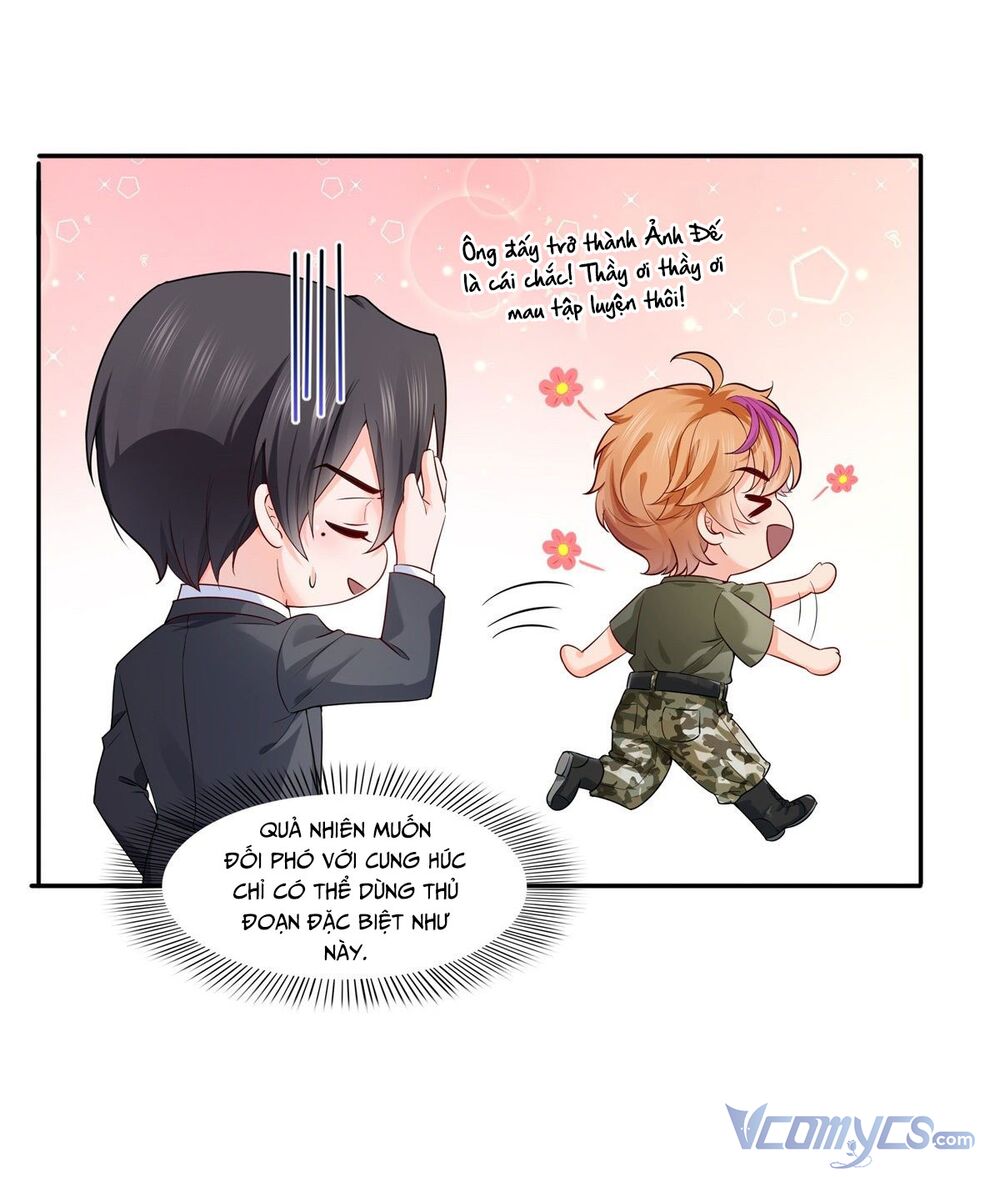 Ông đấy trở thành Ảnh Đế
là cái chắc! Thầy ơi thầy ơi
mau tập luyện thôi!
QUẢ NHIÊN MUỐN
ĐỐI PHÓ VỚI CUNG HÚC
CHỈ CÓ THỂ DÙNG THỦ
ĐOẠN ĐẶC BIỆT NHƯ
NÀY.
Vcomycs.com